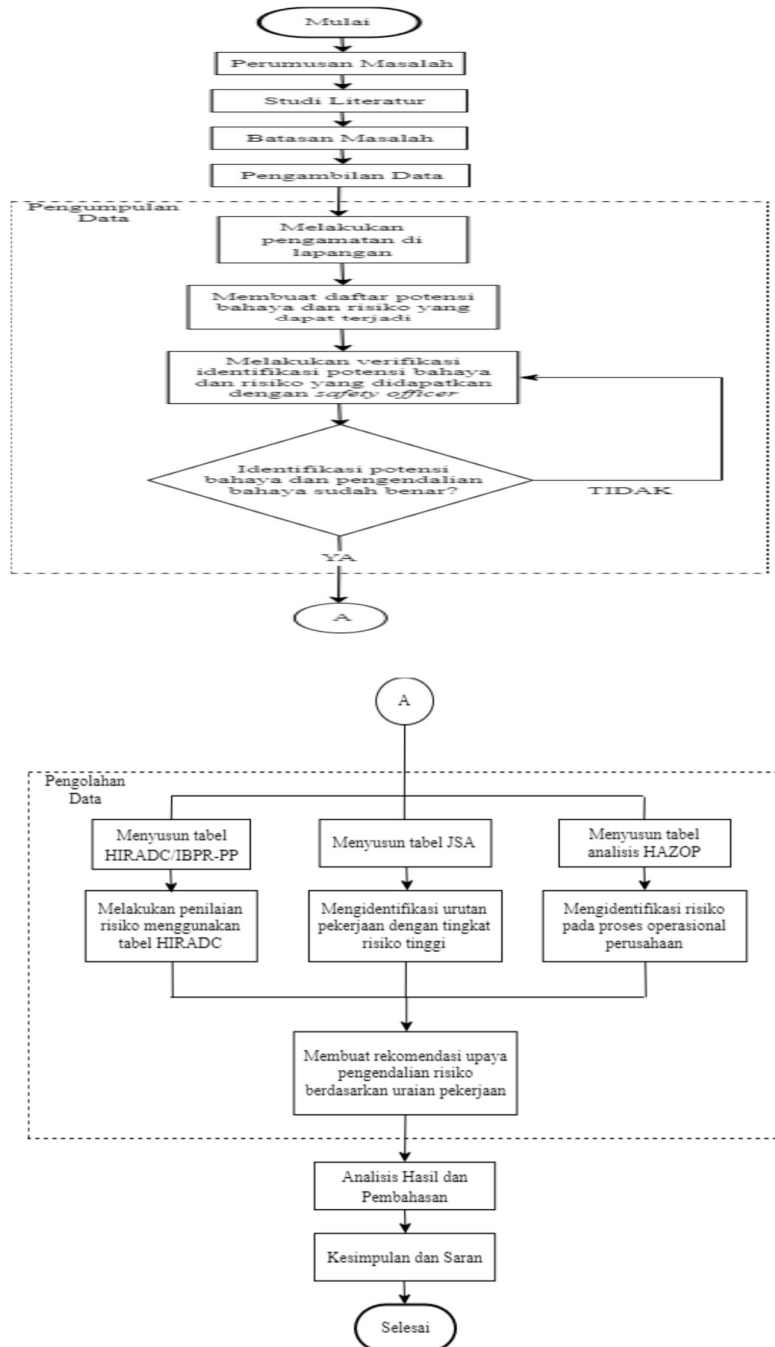 Mulai
Perumusan Masalah
Studi Literatur
Batasan Masalah
Pengambilan Data
Pengumpulan
Data
Melakukan
pengamatan di
lapangan
Membuat daftar potensi
bahaya dan risiko yang
dapat terjadi
Melakukan verifikasi
identifikasi potensi bahaya
dan risiko yang didapatkan
dengan safety officer
Identifikasi potensi
bahaya dan pengendalian
bahaya sudah benar?
TIDAK
YA
A
A
Pengolahan
Data
Menyusun tabel
HIRADC/IBPR-PP
Menyusun tabel JSA
Menyusun tabel
analisis HAZOP
Melakukan penilaian
risiko menggunakan
tabel HIRADC
Mengidentifikasi urutan
pekerjaan dengan tingkat
risiko tinggi
Mengidentifikasi risiko
pada proses operasional
perusahaan
Membuat rekomendasi upaya
pengendalian risiko
berdasarkan uraian pekerjaan
Analisis Hasil dan
Pembahasan
Kesimpulan dan Saran
Selesai